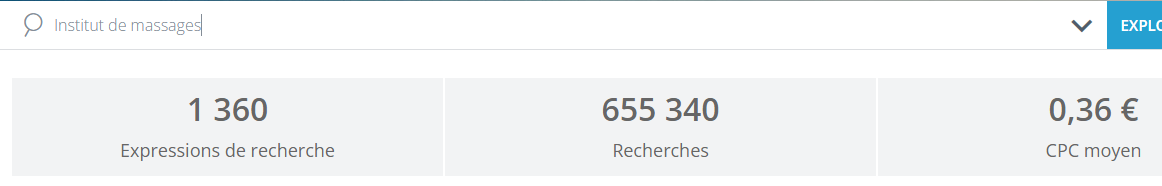 Institut de massages
EXPLO
1 360
655 340
0,36 €
Expressions de recherche
Recherches
CPC moyen